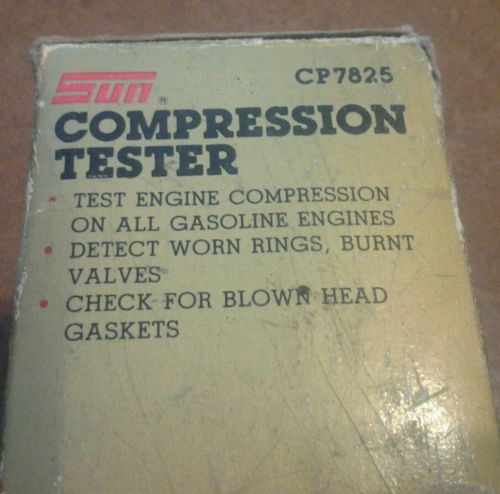 Sun® CP7825
COMPRESSION
TESTER
• TEST ENGINE COMPRESSION
ON ALL GASOLINE ENGINES
• DETECT WORN RINGS, BURNT
VALVES
• CHECK FOR BLOWN HEAD
GASKETS